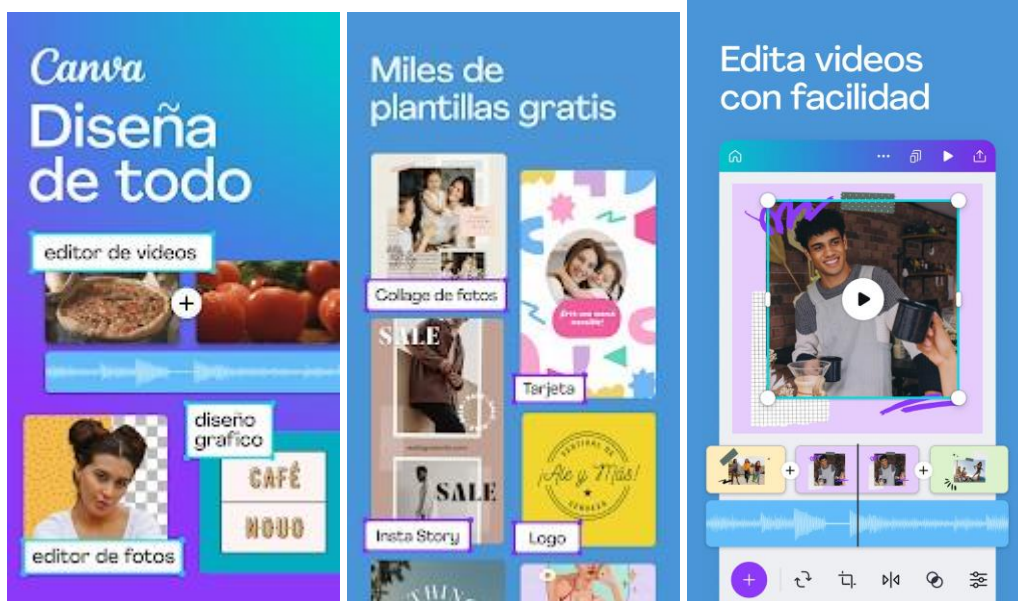 Canva
Diseña
de todo
editor de videos
diseño
grafico
CAFÉ
NOUO
editor de fotos
Miles de
plantillas gratis
Collage de fotos
SALE
Tarjeta
SALE
¡Ale y Más!
Insta Story
Logo
Edita videos
con facilidad